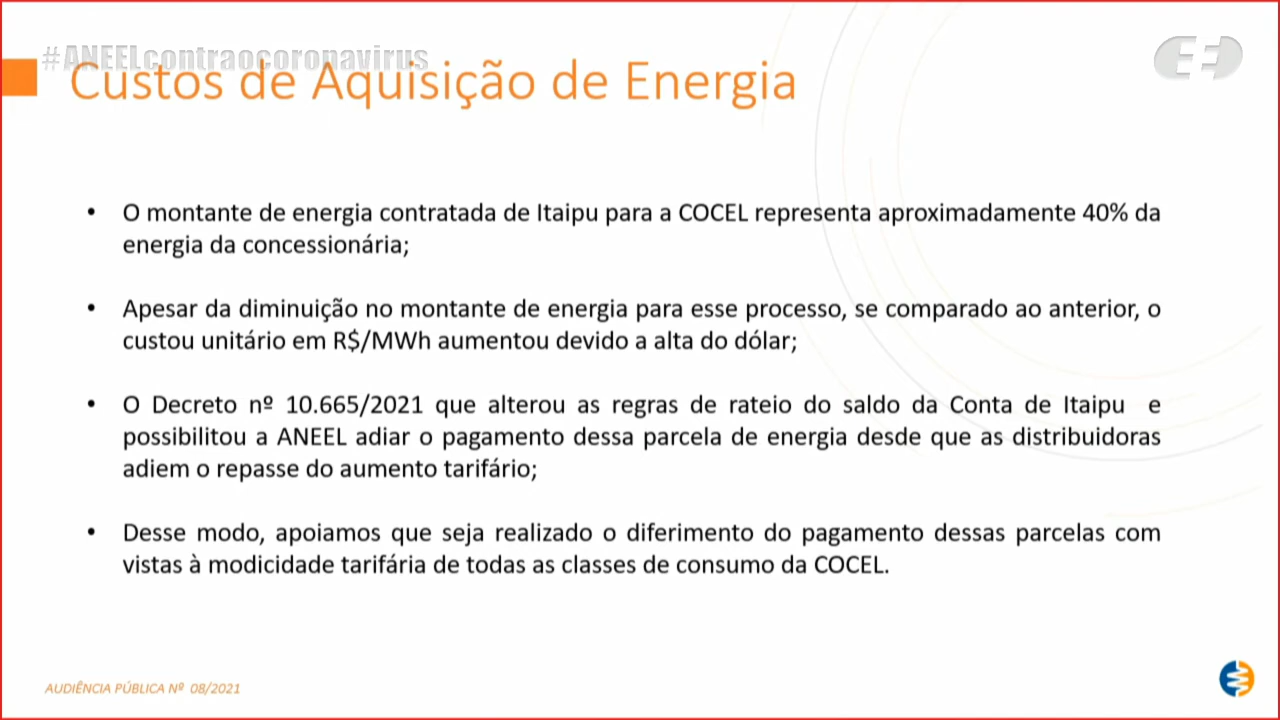 #ANEELcontraocoronavirus
Custos de Aquisição de Energia
• O montante de energia contratada de Itaipu para a COCEL representa aproximadamente 40% da
energia da concessionária;
• Apesar da diminuição no montante de energia para esse processo, se comparado ao anterior, o
custou unitário em R$/MWh aumentou devido a alta do dólar;
• O Decreto nº 10.665/2021 que alterou as regras de rateio do saldo da Conta de Itaipu e
possibilitou a ANEEL adiar o pagamento dessa parcela de energia desde que as distribuidoras
adiem o repasse do aumento tarifário;
• Desse modo, apoiamos que seja realizado o diferimento do pagamento dessas parcelas com
vistas à modicidade tarifária de todas as classes de consumo da COCEL.
AUDIÊNCIA PÚBLICA Nº 08/2021